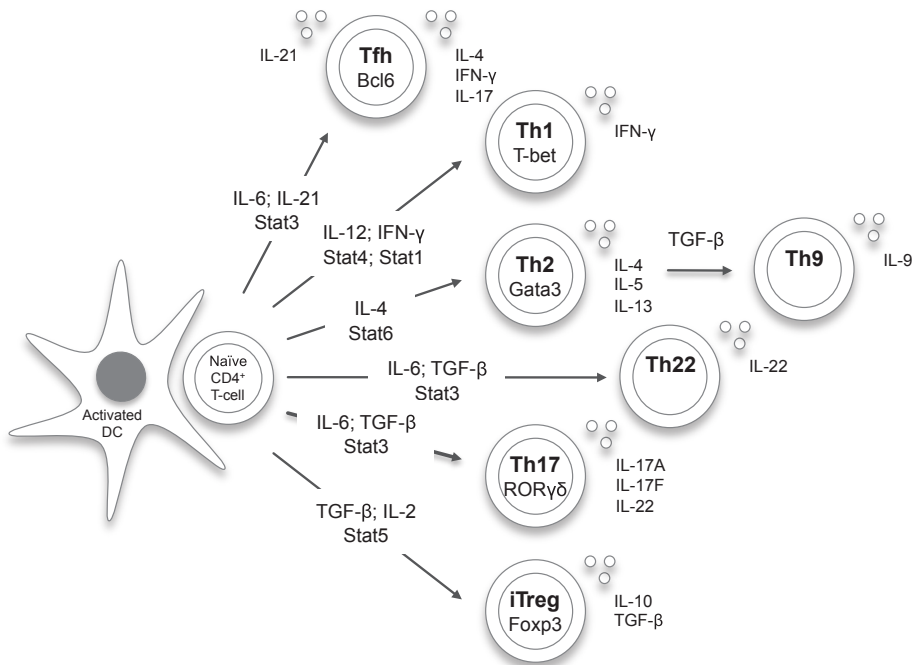 IL-21
Tfh
Bcl6
IL-4
IFN-γ
IL-17
Th1
T-bet
IFN-γ
IL-6; IL-21
Stat3
IL-12; IFN-γ
Stat4; Stat1
Th2
Gata3
IL-4
IL-5
IL-13
TGF-β
Th9
IL-9
IL-4
Stat6
Naïve
CD4⁺
T-cell
Activated
DC
IL-6; TGF-β
Stat3
Th22
IL-22
IL-6; TGF-β
Stat3
Th17
RORγδ
IL-17A
IL-17F
IL-22
TGF-β; IL-2
Stat5
iTreg
Foxp3
IL-10
TGF-β